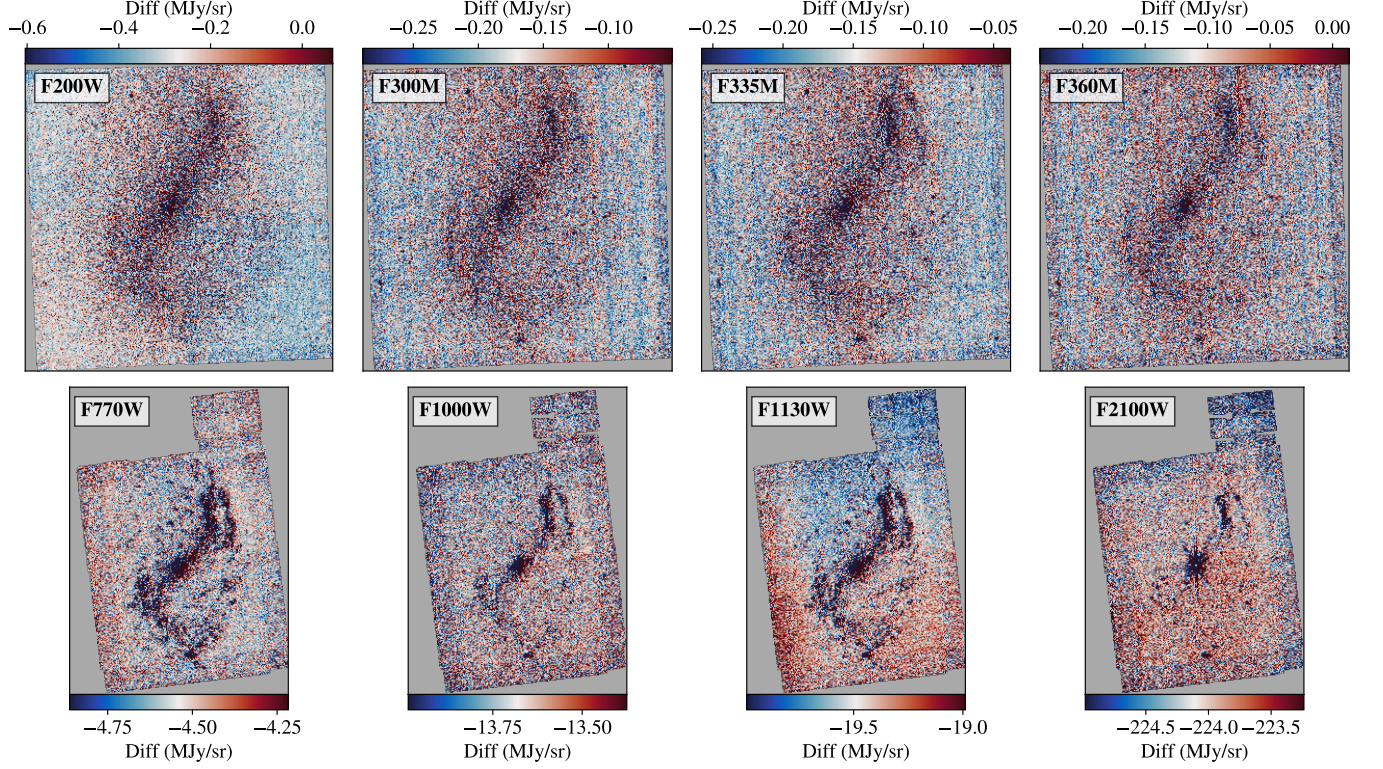 Diff (MJy/sr) Diff (MJy/sr) Diff (MJy/sr) Diff (MJy/sr)
−0.6 −0.4 −0.2 0.0 −0.25 −0.20 −0.15 −0.10 −0.25 −0.20 −0.15 −0.10 −0.05 −0.20 −0.15 −0.10 −0.05 0.00
F200W F300M F335M F360M
F770W F1000W F1130W F2100W
−4.75 −4.50 −4.25 −13.75 −13.50 −19.5 −19.0 −224.5 −224.0 −223.5
Diff (MJy/sr) Diff (MJy/sr) Diff (MJy/sr) Diff (MJy/sr)